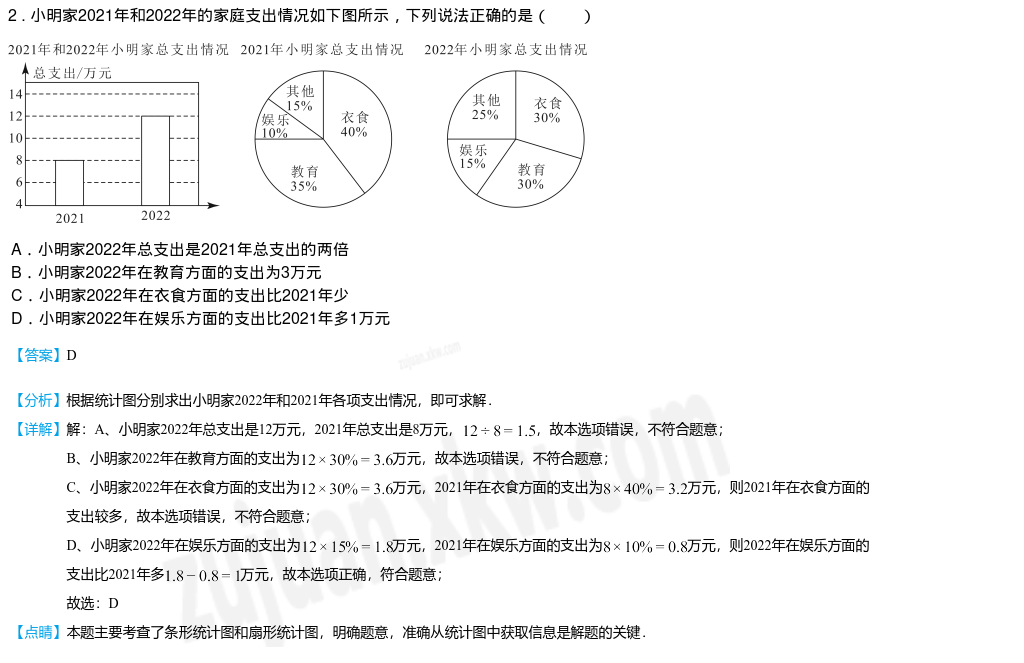 2．小明家2021年和2022年的家庭支出情况如下图所示，下列说法正确的是（　　）
2021年和2022年小明家总支出情况
2021年小明家总支出情况
2022年小明家总支出情况
总支出/万元
14
12
10
8
6
4
2021
2022
其他
15%
衣食
40%
娱乐
10%
教育
35%
其他
25%
衣食
30%
娱乐
15%
教育
30%
A．小明家2022年总支出是2021年总支出的两倍
B．小明家2022年在教育方面的支出为3万元
C．小明家2022年在衣食方面的支出比2021年少
D．小明家2022年在娱乐方面的支出比2021年多1万元
【答案】D
【分析】根据统计图分别求出小明家2022年和2021年各项支出情况，即可求解．
【详解】解：A、小明家2022年总支出是12万元，2021年总支出是8万元，12÷8＝1.5，故本选项错误，不符合题意；
B、小明家2022年在教育方面的支出为12×30%＝3.6万元，故本选项错误，不符合题意；
C、小明家2022年在衣食方面的支出为12×30%＝3.6万元，2021年在衣食方面的支出为8×40%＝3.2万元，则2021年在衣食方面的
支出较多，故本选项错误，不符合题意；
D、小明家2022年在娱乐方面的支出为12×15%＝1.8万元，2021年在娱乐方面的支出为8×10%＝0.8万元，则2022年在娱乐方面的
支出比2021年多1.8－0.8＝1万元，故本选项正确，符合题意；
故选：D
【点睛】本题主要考查了条形统计图和扇形统计图，明确题意，准确从统计图中获取信息是解题的关键．
zujuan.xkw.com
zujuan.xkw.com